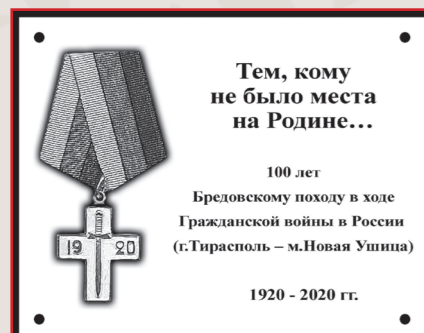 Тем, кому
не было места
на Родине…
100 лет
Бредовскому походу в ходе
Гражданской войны в России
(г.Тирасполь – м.Новая Ушица)
1920 - 2020 гг.
19 20